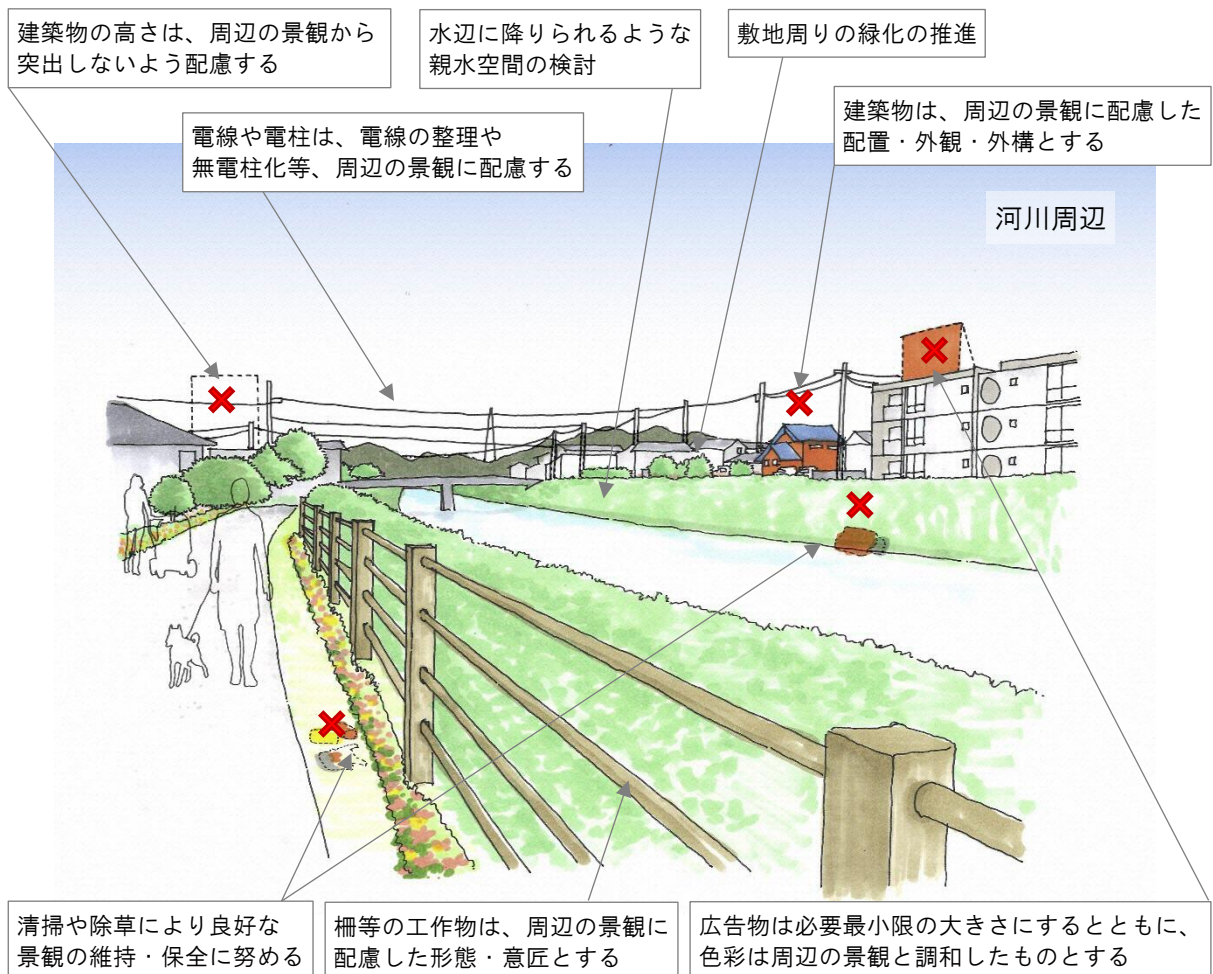 建築物の高さは、周辺の景観から
突出しないよう配慮する
水辺に降りられるような
親水空間の検討
敷地周りの緑化の推進
建築物は、周辺の景観に配慮した
配置・外観・外構とする
電線や電柱は、電線の整理や
無電柱化等、周辺の景観に配慮する
河川周辺
清掃や除草により良好な
景観の維持・保全に努める
柵等の工作物は、周辺の景観に
配慮した形態・意匠とする
広告物は必要最小限の大きさにするとともに、
色彩は周辺の景観と調和したものとする